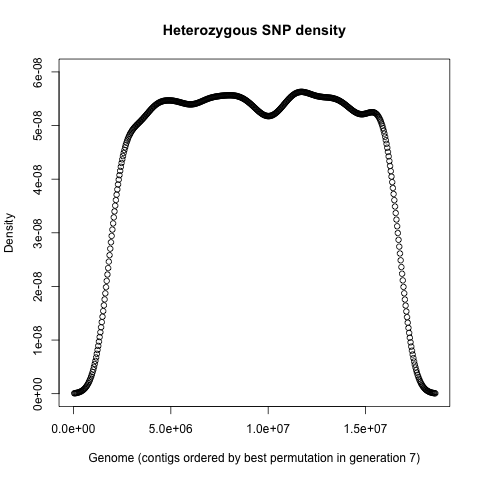 Heterozygous SNP density
Density
6e-08
5e-08
4e-08
3e-08
2e-08
1e-08
0e+00
0.0e+00 5.0e+06 1.0e+07 1.5e+07
Genome (contigs ordered by best permutation in generation 7)